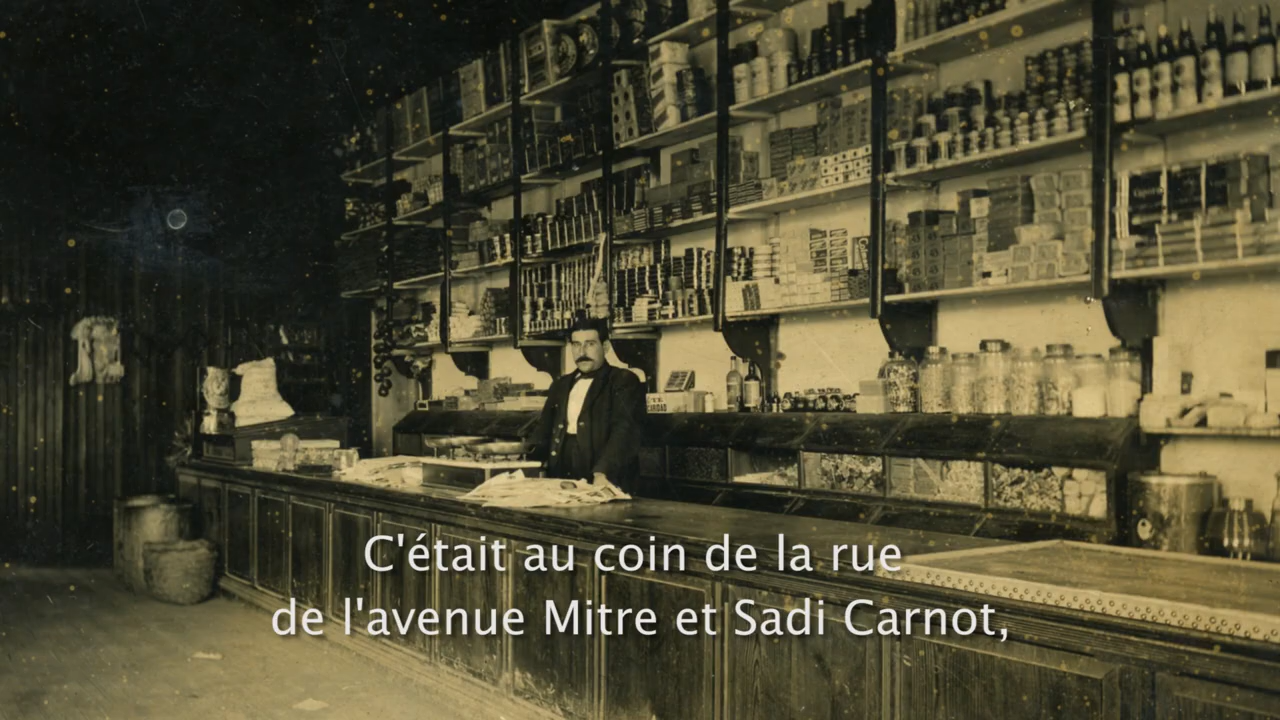 C'était au coin de la rue
de l'avenue Mitre et Sadi Carnot,